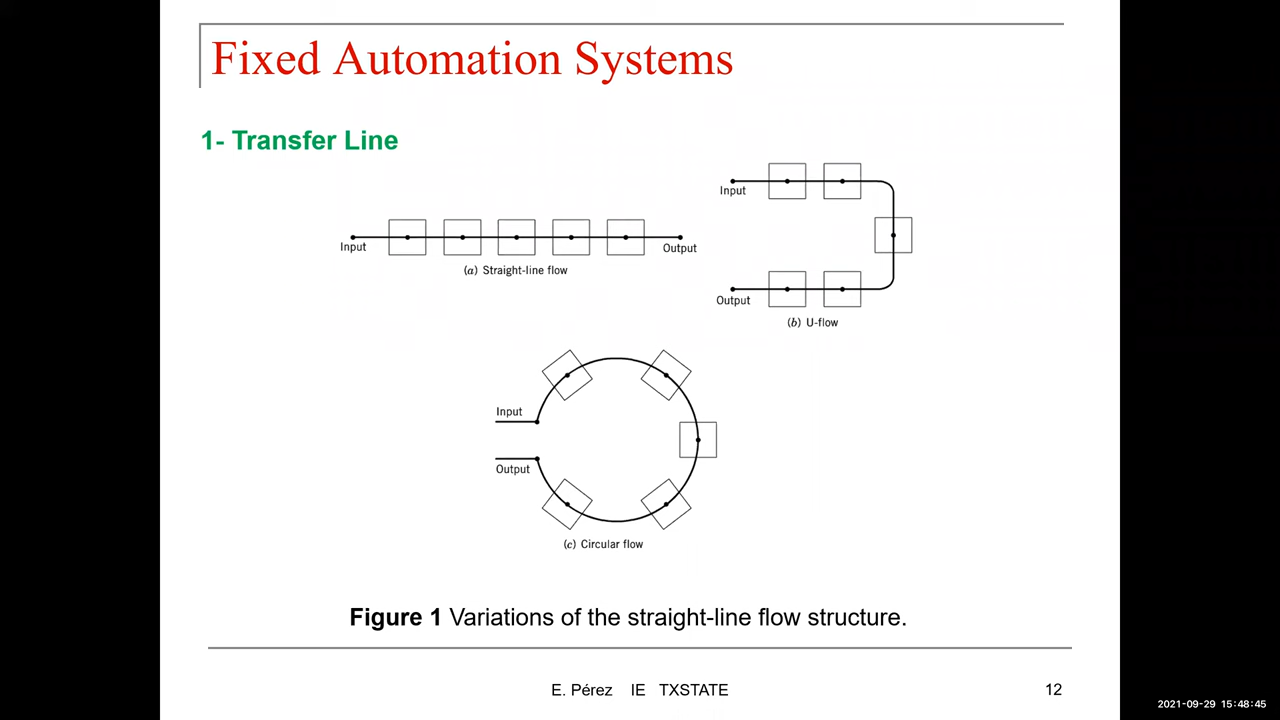 Fixed Automation Systems
1- Transfer Line
Input
Output
(a) Straight-line flow
Input
Output
(b) U-flow
Input
Output
(c) Circular flow
Figure 1 Variations of the straight-line flow structure.
E. Pérez IE TXSTATE
12
2021-09-29 15:48:45